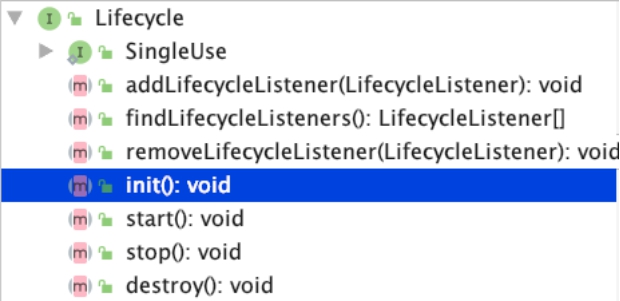 Lifecycle
SingleUse
addLifecycleListener(LifecycleListener): void
findLifecycleListeners(): LifecycleListener[]
removeLifecycleListener(LifecycleListener): void
init(): void
start(): void
stop(): void
destroy(): void